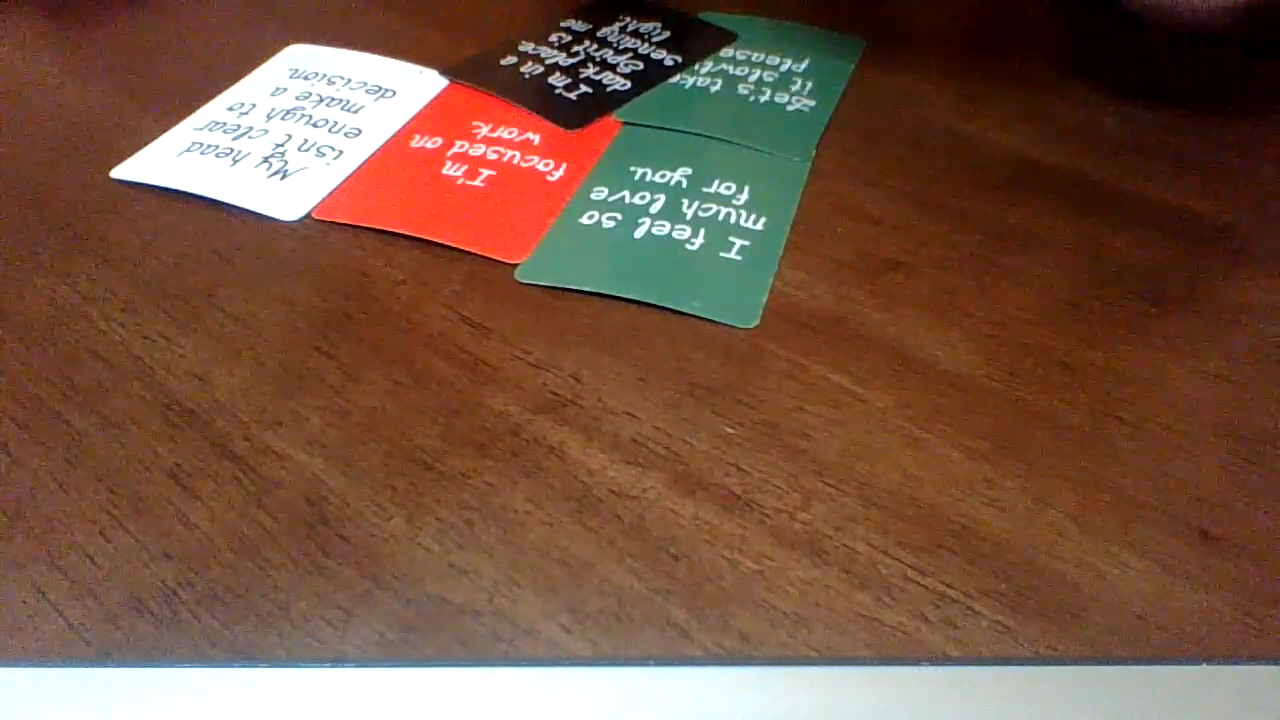 My head
isn't clear
enough to
make a
decision.
I'm
focused on
work.
I feel so
much love
for you.
I'm in a
dark place.
Spirit is
sending me
light!
Let's take
it slowly
please